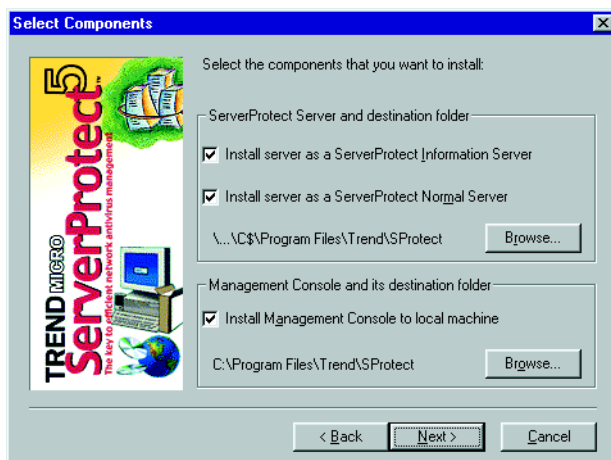 Select Components
TREND MICRO
ServerProtect 5
™
The key to efficient network antivirus management
Select the components that you want to install:
ServerProtect Server and destination folder
Install server as a ServerProtect Information Server
Install server as a ServerProtect Normal Server
\...\C$\Program Files\Trend\SProtect
Browse...
Management Console and its destination folder
Install Management Console to local machine
C:\Program Files\Trend\SProtect
Browse...
< Back
Next >
Cancel